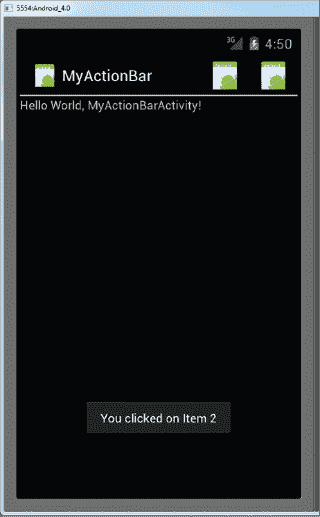 5554:Android_4.0
3G 4:50
MyActionBar
Hello World, MyActionBarActivity!
You clicked on Item 2